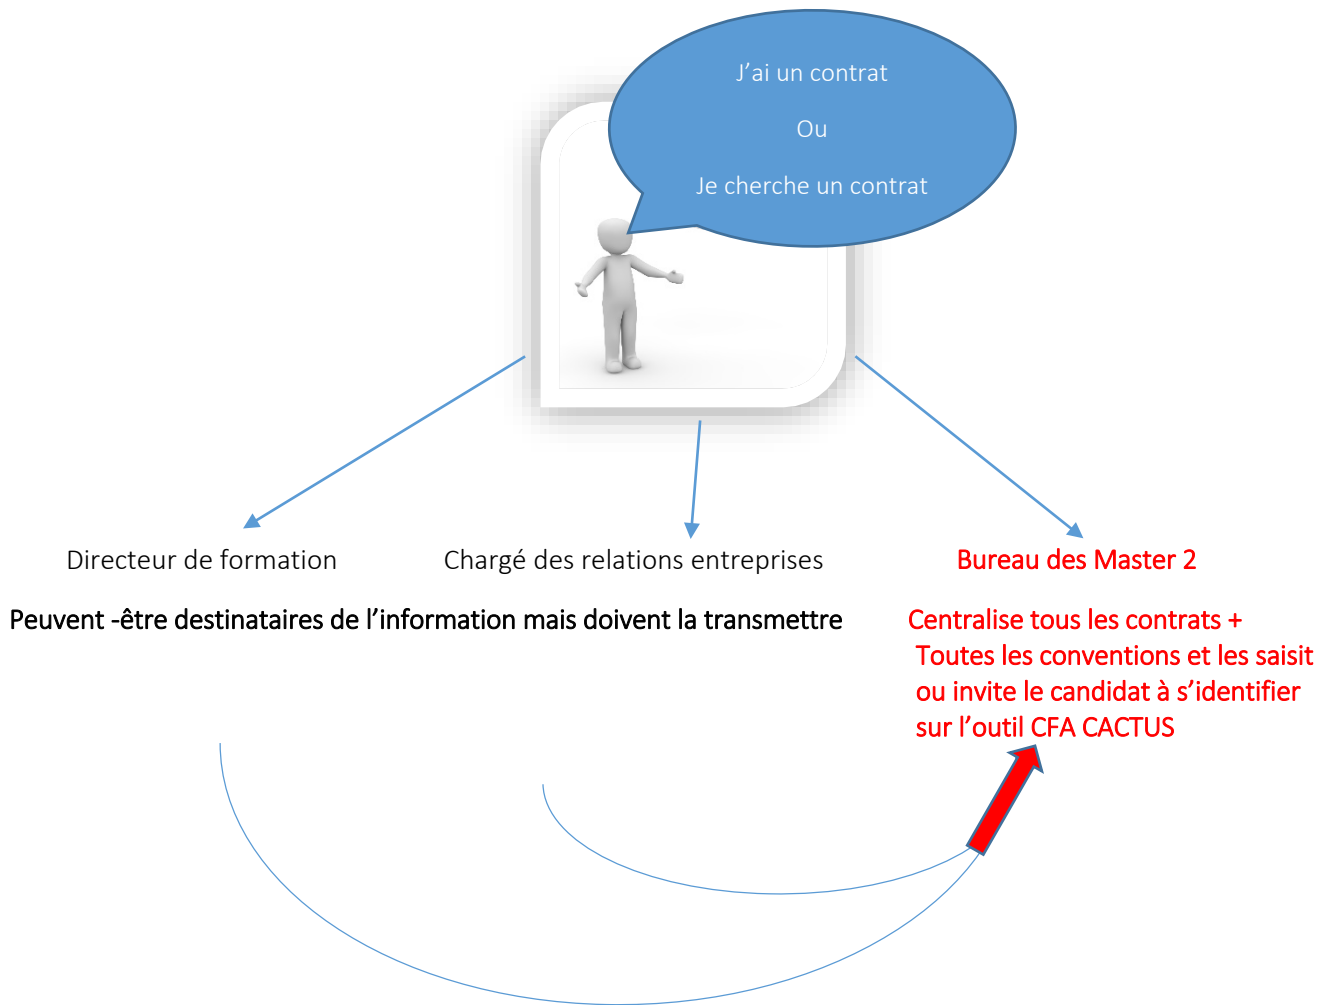 J’ai un contrat
Ou
Je cherche un contrat
Directeur de formation
Chargé des relations entreprises
Bureau des Master 2
Peuvent -être destinataires de l’information mais doivent la transmettre
Centralise tous les contrats +
Toutes les conventions et les saisit
ou invite le candidat à s’identifier
sur l’outil CFA CACTUS